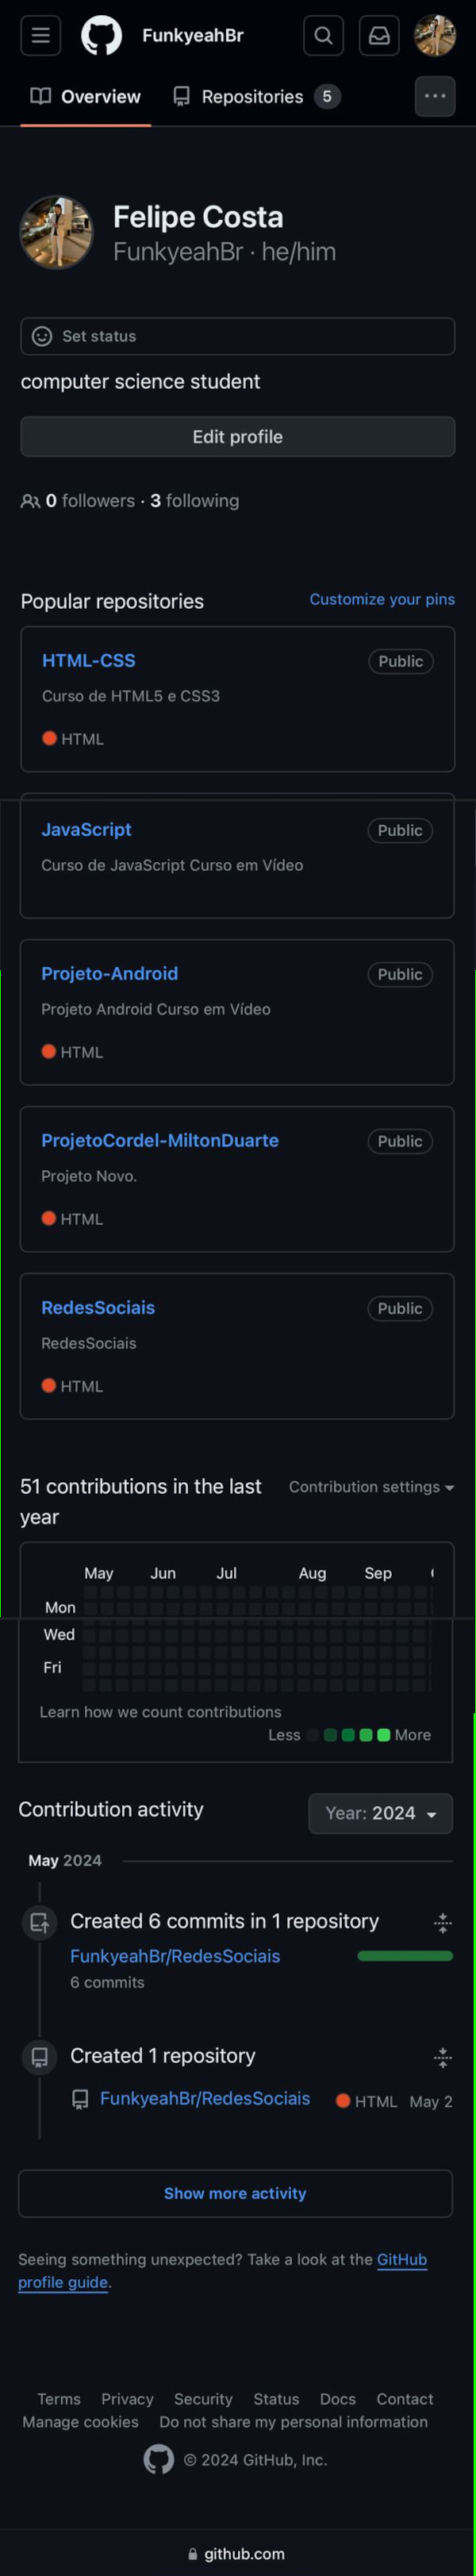 FunkyeahBr
Overview
Repositories 5
Felipe Costa
FunkyeahBr · he/him
Set status
computer science student
Edit profile
0 followers · 3 following
Popular repositories
Customize your pins
HTML-CSS
Public
Curso de HTML5 e CSS3
HTML
JavaScript
Public
Curso de JavaScript Curso em Vídeo
Projeto-Android
Public
Projeto Android Curso em Vídeo
HTML
ProjetoCordel-MiltonDuarte
Public
Projeto Novo.
HTML
RedesSociais
Public
RedesSociais
HTML
51 contributions in the last
year
Contribution settings
May Jun Jul Aug Sep
Mon
Wed
Fri
Learn how we count contributions
Less More
Contribution activity
Year: 2024
May 2024
Created 6 commits in 1 repository
FunkyeahBr/RedesSociais
6 commits
Created 1 repository
FunkyeahBr/RedesSociais
HTML May 2
Show more activity
Seeing something unexpected? Take a look at the GitHub
profile guide.
Terms Privacy Security Status Docs Contact
Manage cookies Do not share my personal information
© 2024 GitHub, Inc.
github.com